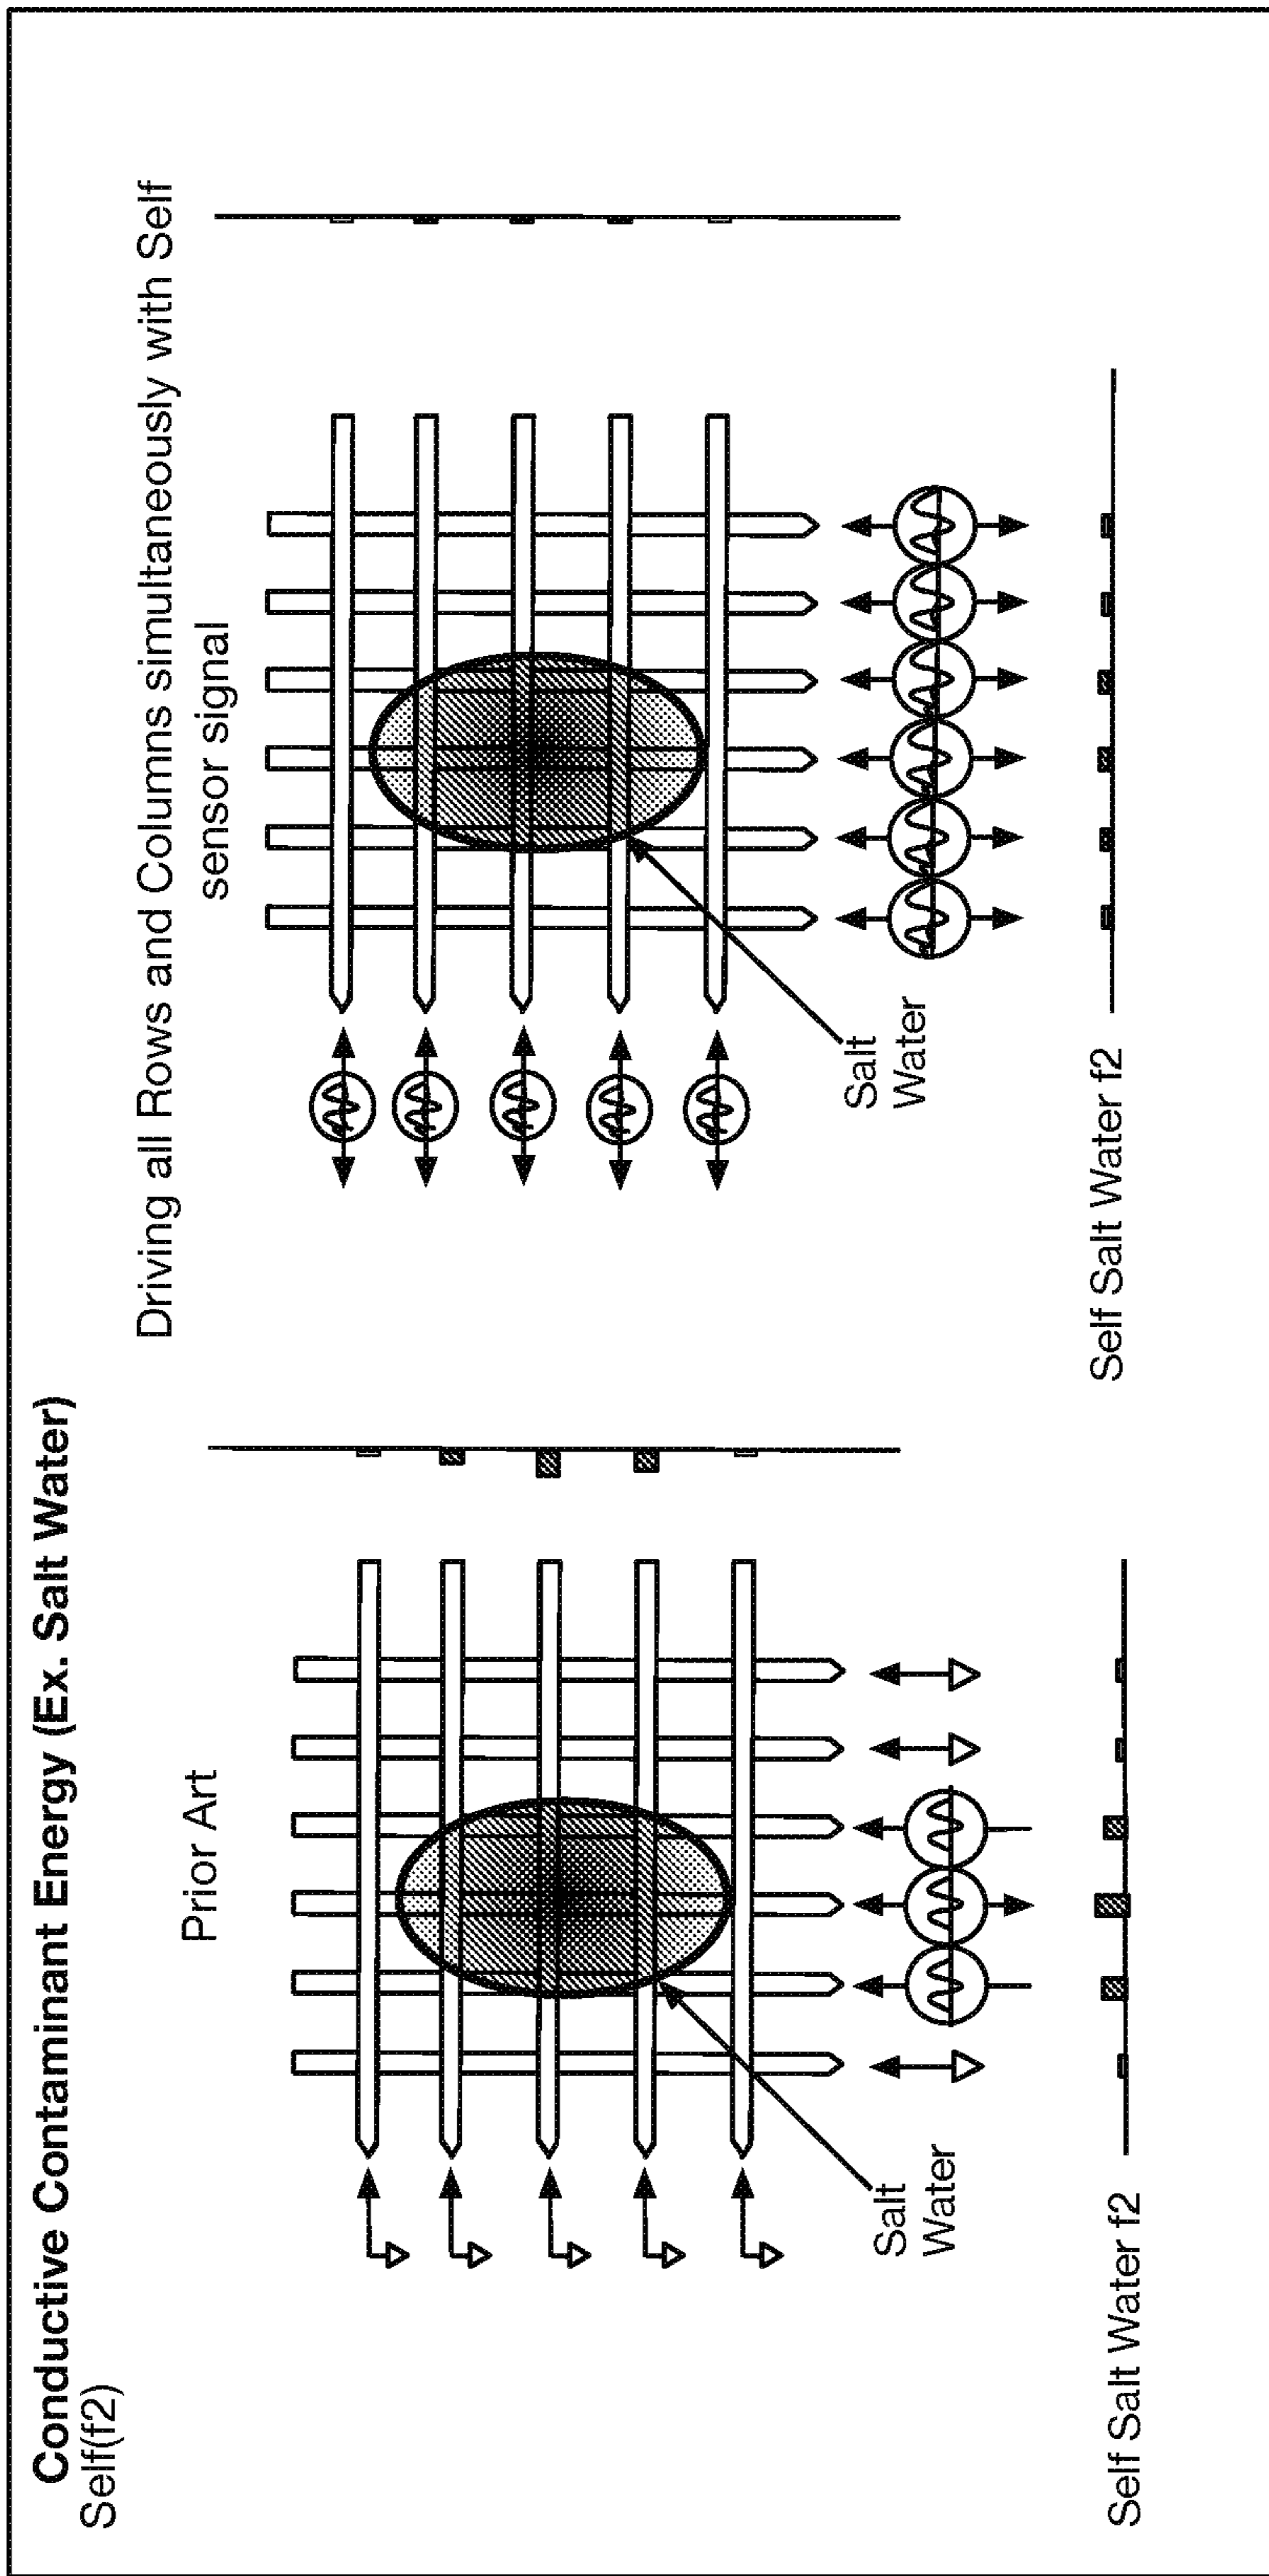 Conductive Contaminant Energy (Ex. Salt Water)
Self(f2)
Prior Art
Salt
Water
Self Salt Water f2
Driving all Rows and Columns simultaneously with Self
sensor signal
Salt
Water
Self Salt Water f2